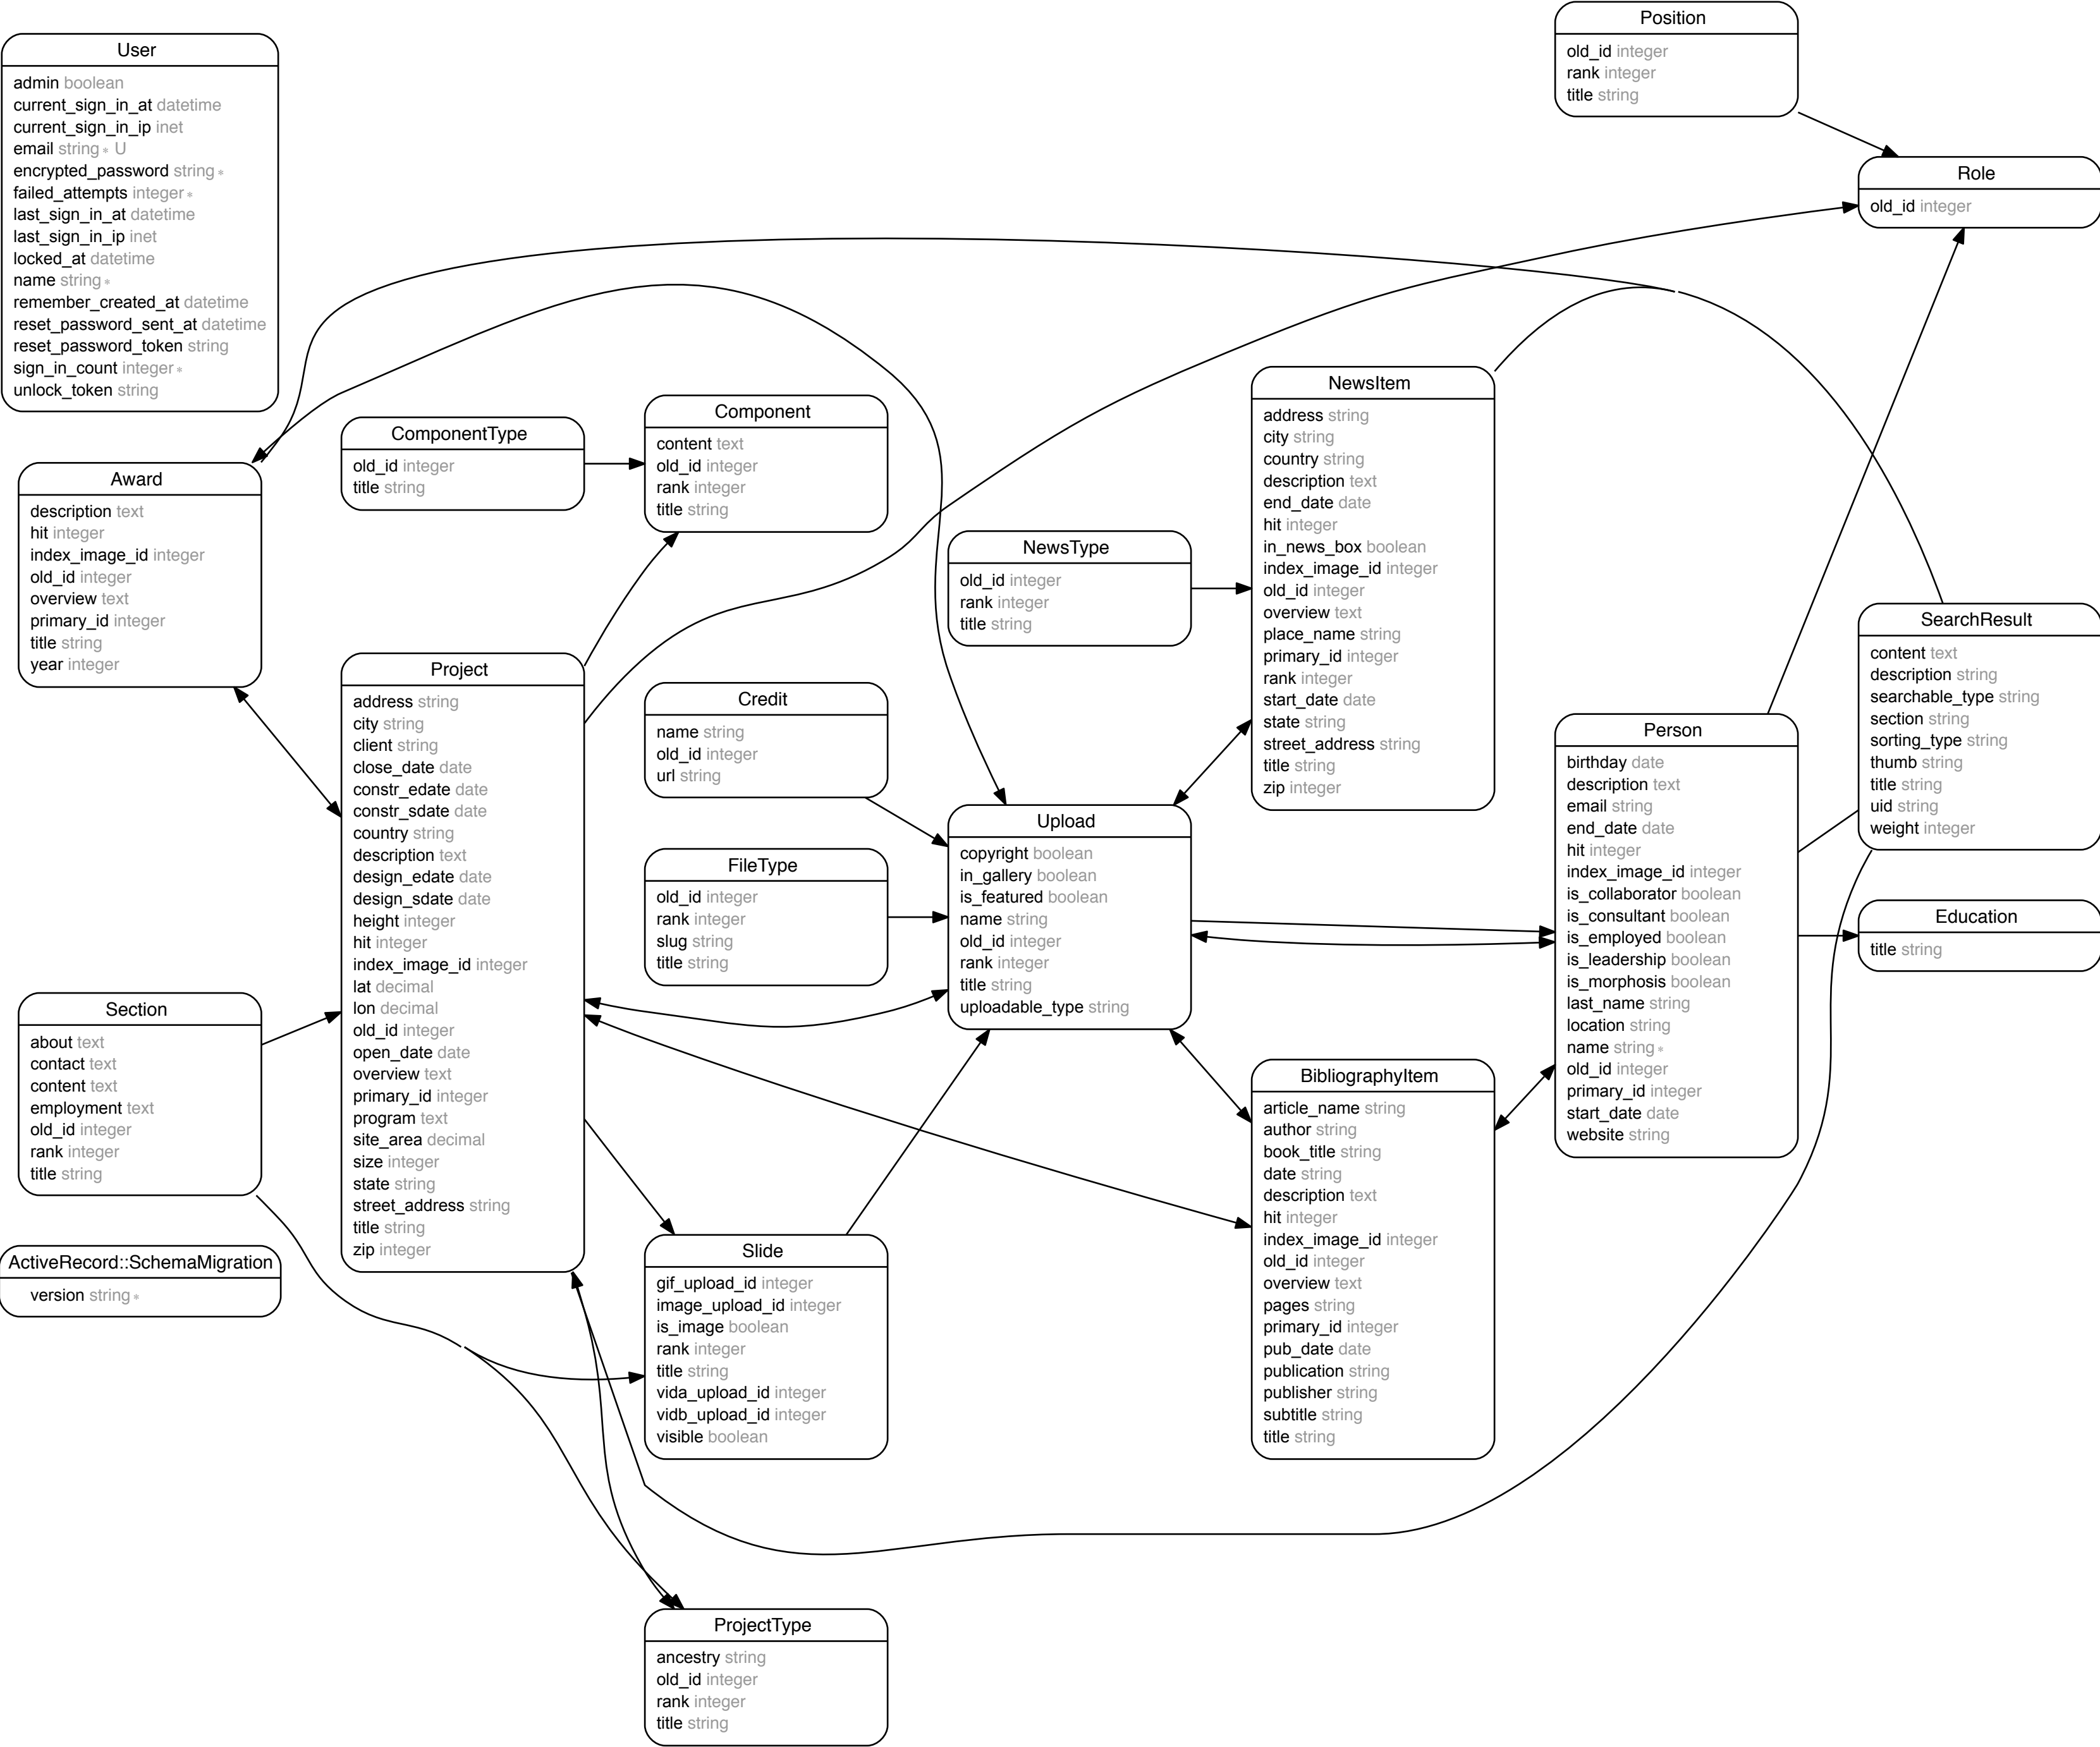 User
admin boolean
current_sign_in_at datetime
current_sign_in_ip inet
email string * U
encrypted_password string *
failed_attempts integer *
last_sign_in_at datetime
last_sign_in_ip inet
locked_at datetime
name string *
remember_created_at datetime
reset_password_sent_at datetime
reset_password_token string
sign_in_count integer *
unlock_token string
Position
old_id integer
rank integer
title string
Role
old_id integer
Award
description text
hit integer
index_image_id integer
old_id integer
overview text
primary_id integer
title string
year integer
ComponentType
old_id integer
title string
Component
content text
old_id integer
rank integer
title string
NewsType
old_id integer
rank integer
title string
NewsItem
address string
city string
country string
description text
end_date date
hit integer
in_news_box boolean
index_image_id integer
old_id integer
overview text
place_name string
primary_id integer
rank integer
start_date date
state string
street_address string
title string
zip integer
SearchResult
content text
description string
searchable_type string
section string
sorting_type string
thumb string
title string
uid string
weight integer
Project
address string
city string
client string
close_date date
constr_edate date
constr_sdate date
country string
description text
design_edate date
design_sdate date
height integer
hit integer
index_image_id integer
lat decimal
lon decimal
old_id integer
open_date date
overview text
primary_id integer
program text
site_area decimal
size integer
state string
street_address string
title string
zip integer
Credit
name string
old_id integer
url string
FileType
old_id integer
rank integer
slug string
title string
Upload
copyright boolean
in_gallery boolean
is_featured boolean
name string
old_id integer
rank integer
title string
uploadable_type string
Person
birthday date
description text
email string
end_date date
hit integer
index_image_id integer
is_collaborator boolean
is_consultant boolean
is_employed boolean
is_leadership boolean
is_morphosis boolean
last_name string
location string
name string *
old_id integer
primary_id integer
start_date date
website string
Education
title string
Section
about text
contact text
content text
employment text
old_id integer
rank integer
title string
ActiveRecord::SchemaMigration
version string *
Slide
gif_upload_id integer
image_upload_id integer
is_image boolean
rank integer
title string
vida_upload_id integer
vidb_upload_id integer
visible boolean
BibliographyItem
article_name string
author string
book_title string
date string
description text
hit integer
index_image_id integer
old_id integer
overview text
pages string
primary_id integer
pub_date date
publication string
publisher string
subtitle string
title string
ProjectType
ancestry string
old_id integer
rank integer
title string